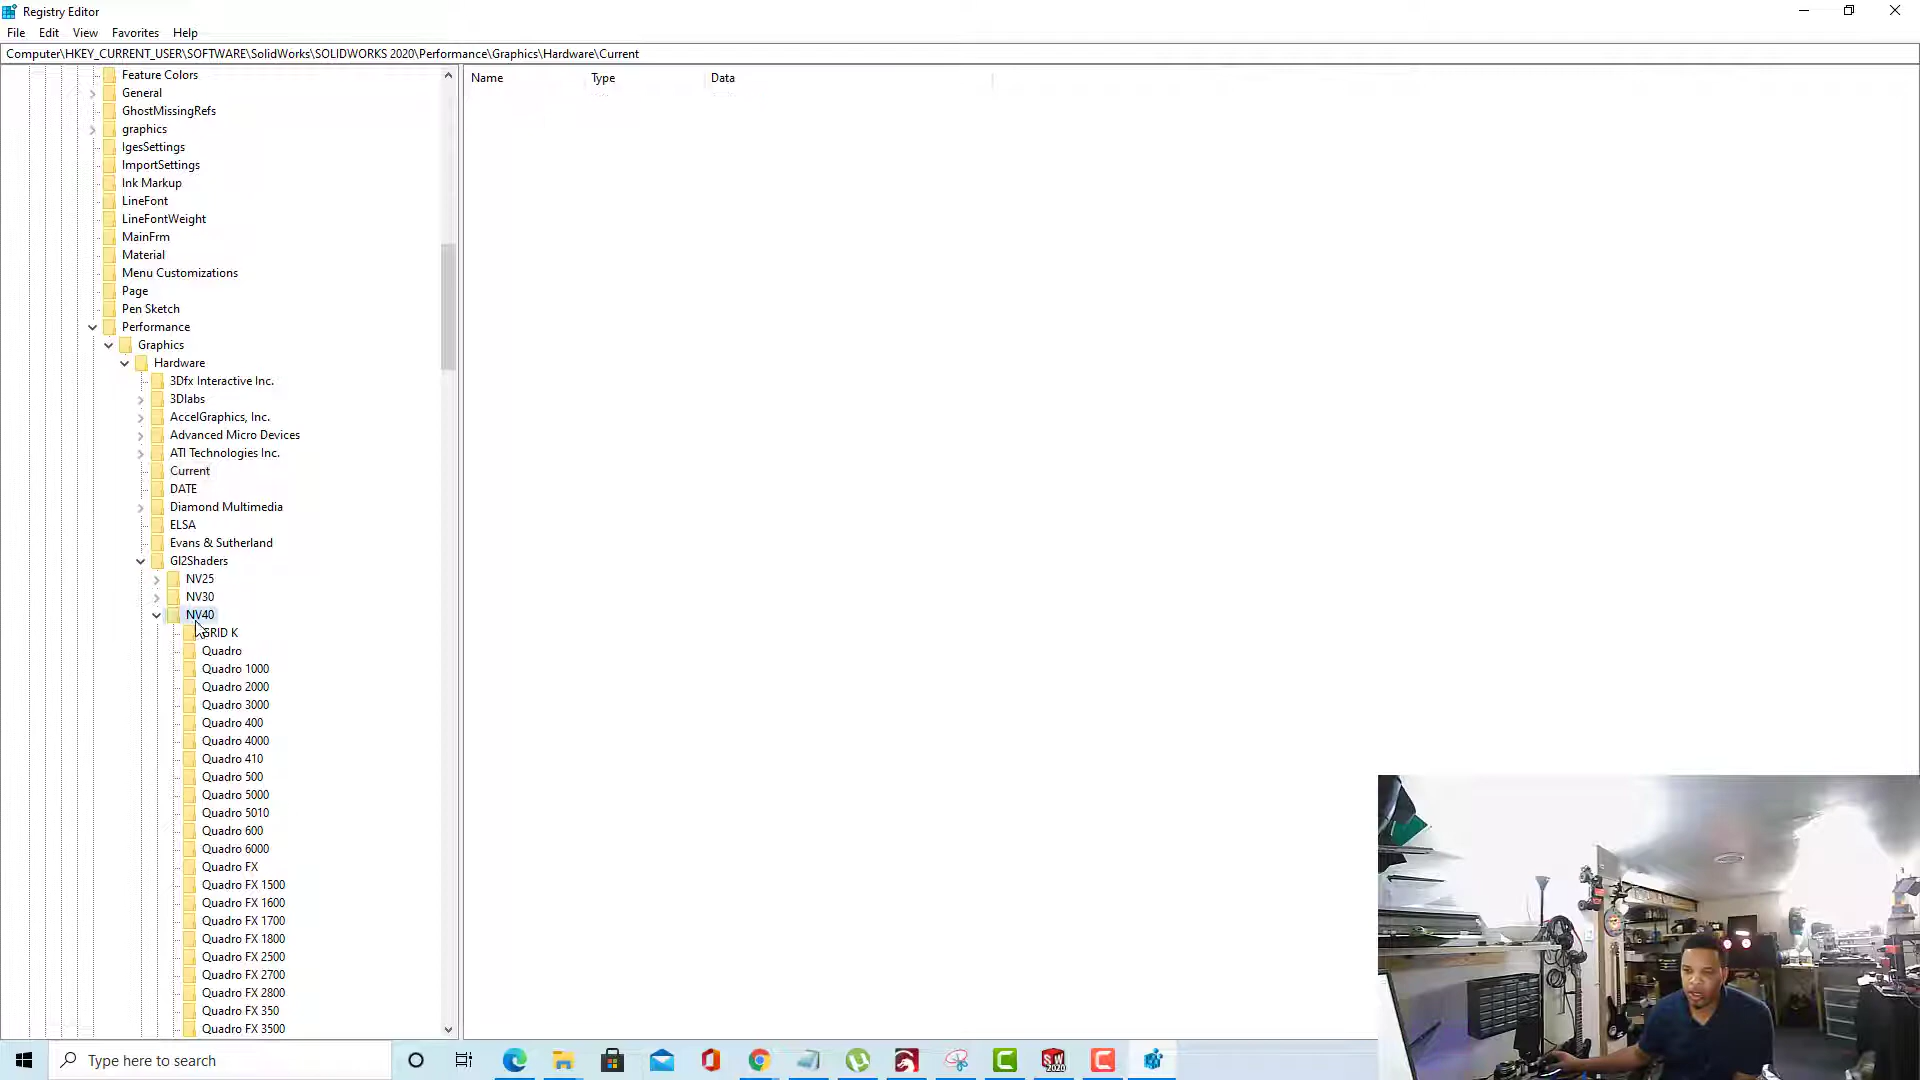 Registry Editor
File Edit View Favorites Help
Computer\HKEY_CURRENT_USER\SOFTWARE\SolidWorks\SOLIDWORKS 2020\Performance\Graphics\Hardware\Current
Name Type Data
Feature Colors
General
GhostMissingRefs
graphics
IgesSettings
ImportSettings
Ink Markup
LineFont
LineFontWeight
MainFrm
Material
Menu Customizations
Page
Pen Sketch
Performance
Graphics
Hardware
3Dfx Interactive Inc.
3Dlabs
AccelGraphics, Inc.
Advanced Micro Devices
ATI Technologies Inc.
Current
DATE
Diamond Multimedia
ELSA
Evans & Sutherland
Gl2Shaders
NV25
NV30
NV40
GRID K
Quadro
Quadro 1000
Quadro 2000
Quadro 3000
Quadro 400
Quadro 4000
Quadro 410
Quadro 500
Quadro 5000
Quadro 5010
Quadro 600
Quadro 6000
Quadro FX
Quadro FX 1500
Quadro FX 1600
Quadro FX 1700
Quadro FX 1800
Quadro FX 2500
Quadro FX 2700
Quadro FX 2800
Quadro FX 350
Quadro FX 3500
Type here to search
SW
2020